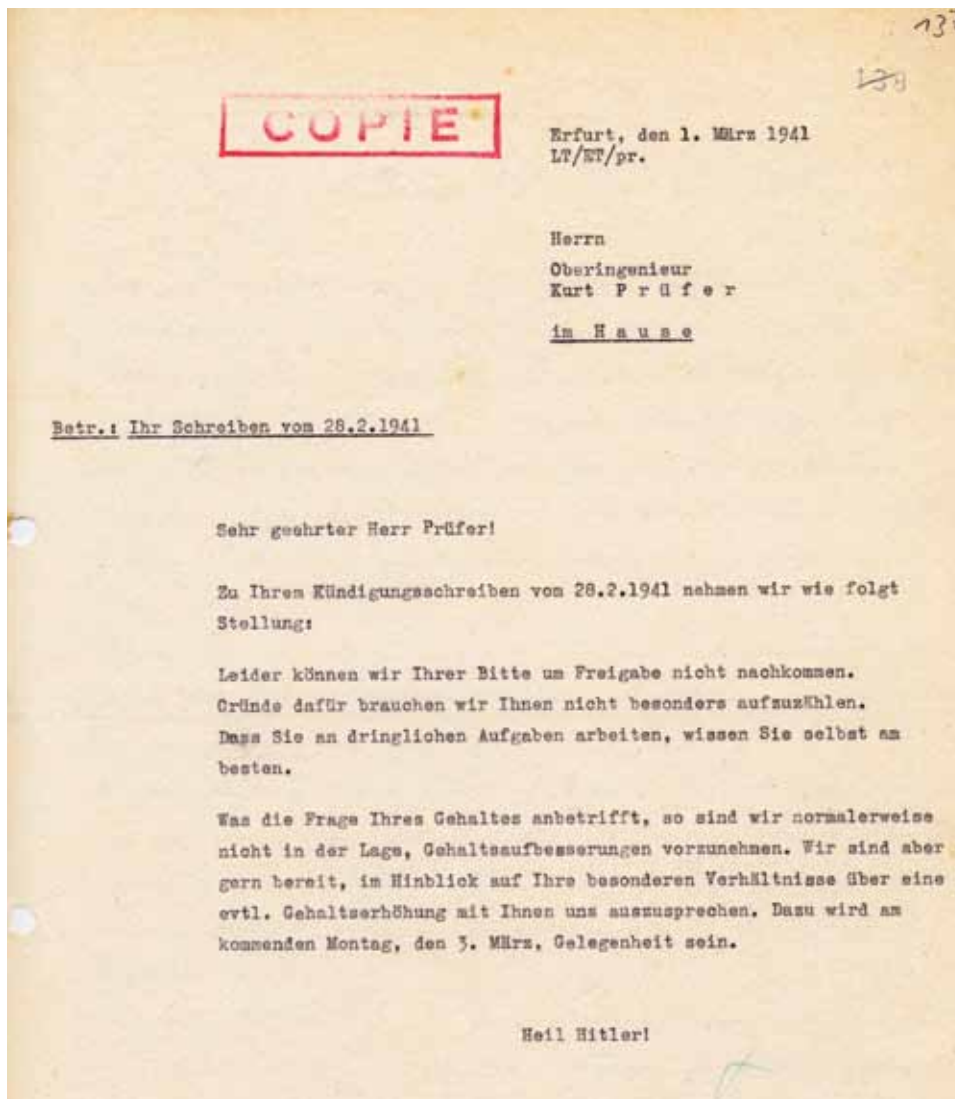 13
139
COPIE
Erfurt, den 1. März 1941
LT/ET/pr.
Herrn
Oberingenieur
Kurt P r ü f e r
im H a u s e
Betr.: Ihr Schreiben vom 28.2.1941
Sehr geehrter Herr Prüfer!
Zu Ihrem Kündigungsschreiben vom 28.2.1941 nehmen wir wie folgt
Stellung:
Leider können wir Ihrer Bitte um Freigabe nicht nachkommen.
Gründe dafür brauchen wir Ihnen nicht besonders aufzuzählen.
Dass Sie an dringlichen Aufgaben arbeiten, wissen Sie selbst am
besten.
Was die Frage Ihres Gehaltes anbetrifft, so sind wir normalerweise
nicht in der Lage, Gehaltsaufbesserungen vorzunehmen. Wir sind aber
gern bereit, im Hinblick auf Ihre besonderen Verhältnisse über eine
evtl. Gehaltserhöhung mit Ihnen uns auszusprechen. Dazu wird am
kommenden Montag, den 3. März, Gelegenheit sein.
Heil Hitler!